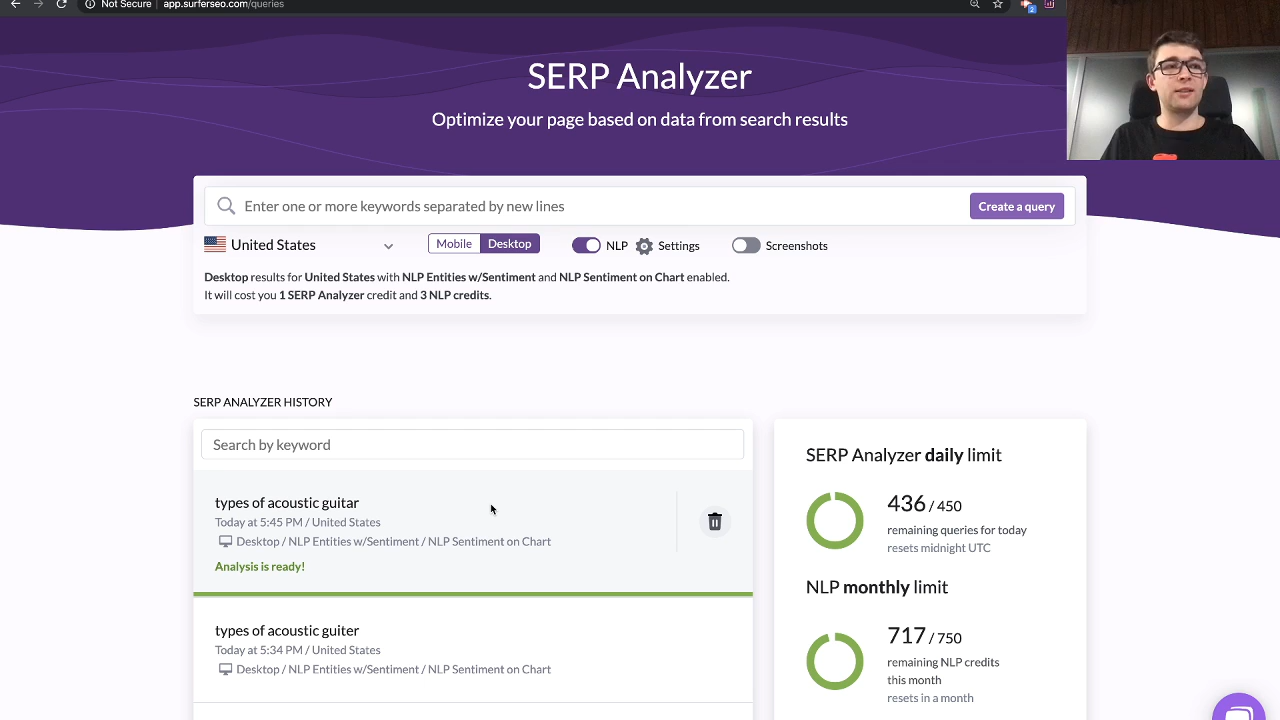 Not Secure | app.surferseo.com/queries
2
SERP Analyzer
Optimize your page based on data from search results
Enter one or more keywords separated by new lines
Create a query
United States
Mobile
Desktop
NLP
Settings
Screenshots
Desktop results for United States with NLP Entities w/Sentiment and NLP Sentiment on Chart enabled.
It will cost you 1 SERP Analyzer credit and 3 NLP credits.
SERP ANALYZER HISTORY
Search by keyword
types of acoustic guitar
Today at 5:45 PM / United States
Desktop / NLP Entities w/Sentiment / NLP Sentiment on Chart
Analysis is ready!
types of acoustic guiter
Today at 5:34 PM / United States
Desktop / NLP Entities w/Sentiment / NLP Sentiment on Chart
SERP Analyzer daily limit
436 / 450
remaining queries for today
resets midnight UTC
NLP monthly limit
717 / 750
remaining NLP credits
this month
resets in a month